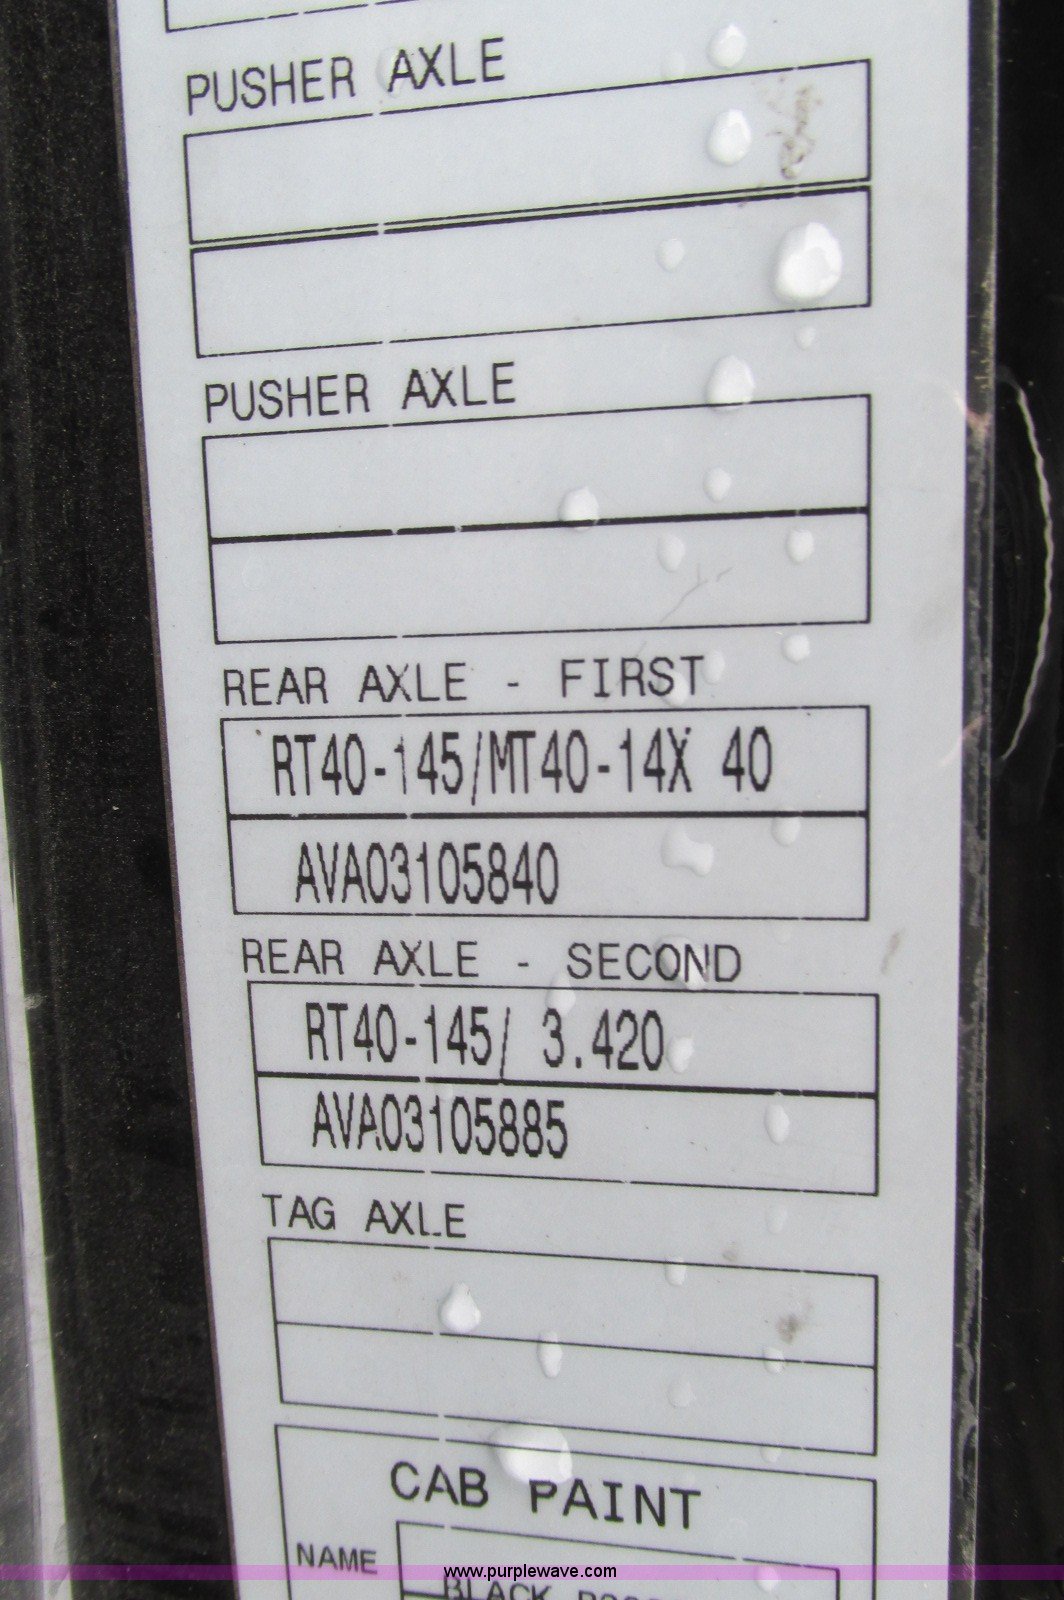 PUSHER AXLE
PUSHER AXLE
REAR AXLE - FIRST
RT40-145/MT40-14X 40
AVA03105840
REAR AXLE - SECOND
RT40-145/ 3.420
AVA03105885
TAG AXLE
CAB PAINT
NAME
BLACK
www.purplewave.com